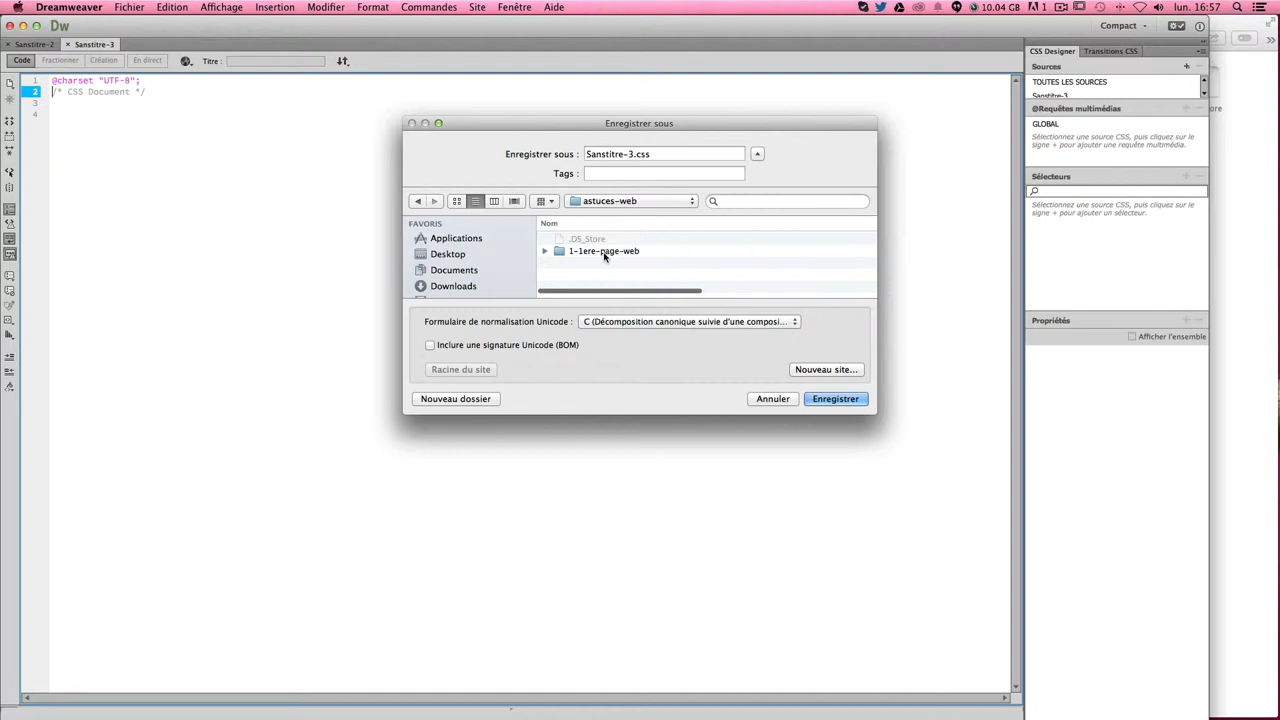 Dreamweaver Fichier Edition Affichage Insertion Modifier Format Commandes Site Fenêtre Aide 10.04 GB 1 lun. 16:57
Dw Compact
× Sanstitre-2 × Sanstitre-3
Code Fractionner Création En direct Titre :
1 @charset "UTF-8";
2 /* CSS Document */
3
4
Enregistrer sous
Enregistrer sous : Sanstitre-3.css
Tags :
astuces-web
FAVORIS
Applications
Desktop
Documents
Downloads
Nom
.DS_Store
1-1ere-page-web
Formulaire de normalisation Unicode : C (Décomposition canonique suivie d'une composi...
Inclure une signature Unicode (BOM)
Racine du site Nouveau site...
Nouveau dossier Annuler Enregistrer
CSS Designer Transitions CSS
Sources
TOUTES LES SOURCES
Sanstitre-3
@Requêtes multimédias
GLOBAL
Sélectionnez une source CSS, puis cliquez sur le
signe + pour ajouter une requête multimédia.
Sélecteurs
Sélectionnez une source CSS, puis cliquez sur le
signe + pour ajouter un sélecteur.
Propriétés
Afficher l'ensemble